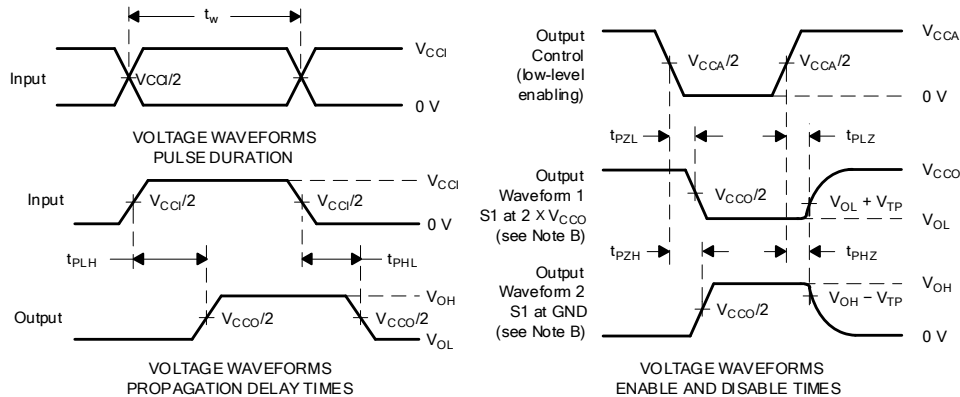 t_w
V_CCI
Input
V_CCI/2
0 V
VOLTAGE WAVEFORMS
PULSE DURATION
Input
V_CCI/2
V_CCI/2
V_CCI
0 V
t_PLH
t_PHL
Output
V_CCO/2
V_CCO/2
V_OH
V_OL
VOLTAGE WAVEFORMS
PROPAGATION DELAY TIMES
Output
Control
(low-level
enabling)
V_CCA/2
V_CCA/2
V_CCA
0 V
t_PZL
t_PLZ
Output
Waveform 1
S1 at 2 X V_CCO
(see Note B)
V_CCO/2
V_CCO
V_OL + V_TP
V_OL
t_PZH
t_PHZ
Output
Waveform 2
S1 at GND
(see Note B)
V_CCO/2
V_OH
V_OH − V_TP
0 V
VOLTAGE WAVEFORMS
ENABLE AND DISABLE TIMES